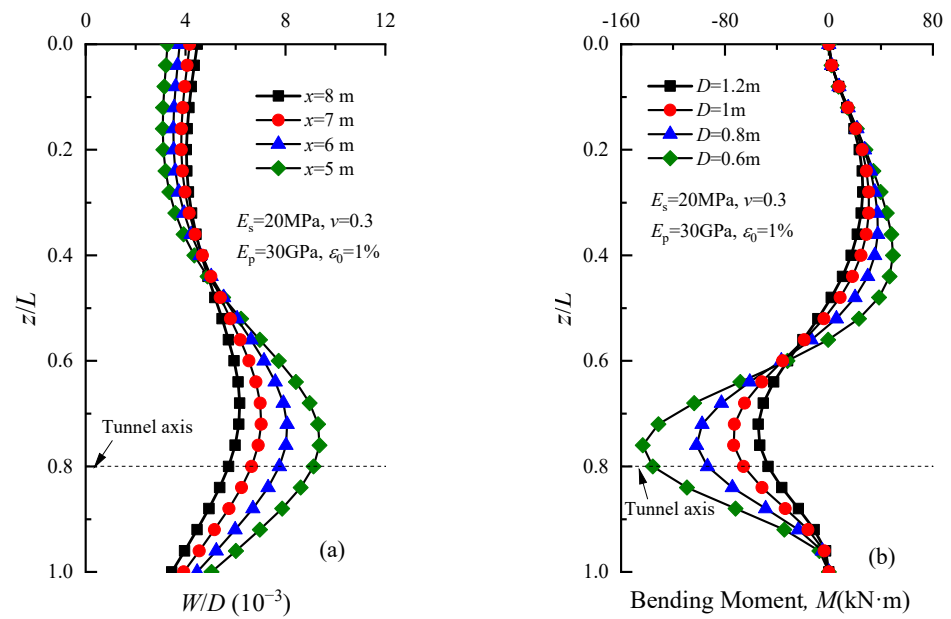 0 4 8 12
0.0
0.2
0.4
0.6
0.8
1.0
z/L
x=8 m
x=7 m
x=6 m
x=5 m
Es=20MPa, ν=0.3
Ep=30GPa, ε0=1%
Tunnel axis
(a)
W/D (10⁻³)
-160 -80 0 80
0.0
0.2
0.4
0.6
0.8
1.0
z/L
D=1.2m
D=1m
D=0.8m
D=0.6m
Es=20MPa, ν=0.3
Ep=30GPa, ε0=1%
Tunnel axis
(b)
Bending Moment, M(kN·m)